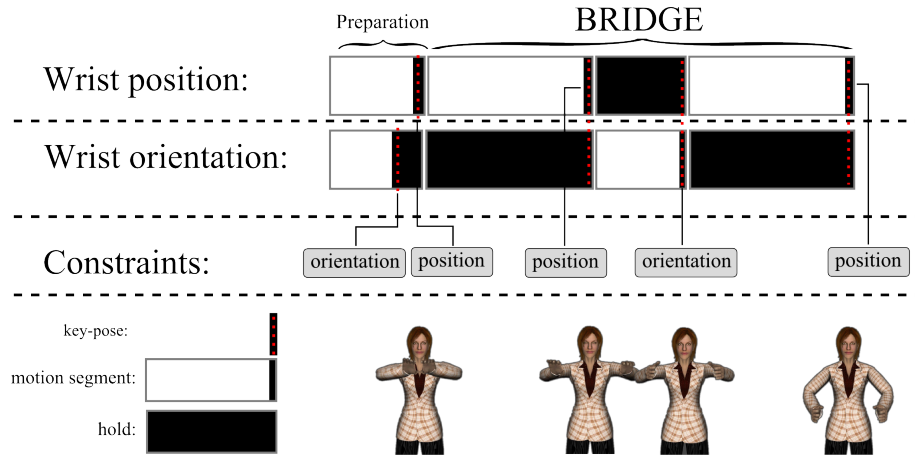 Preparation
BRIDGE
Wrist position:
Wrist orientation:
Constraints:
orientation
position
position
orientation
position
key-pose:
motion segment:
hold: